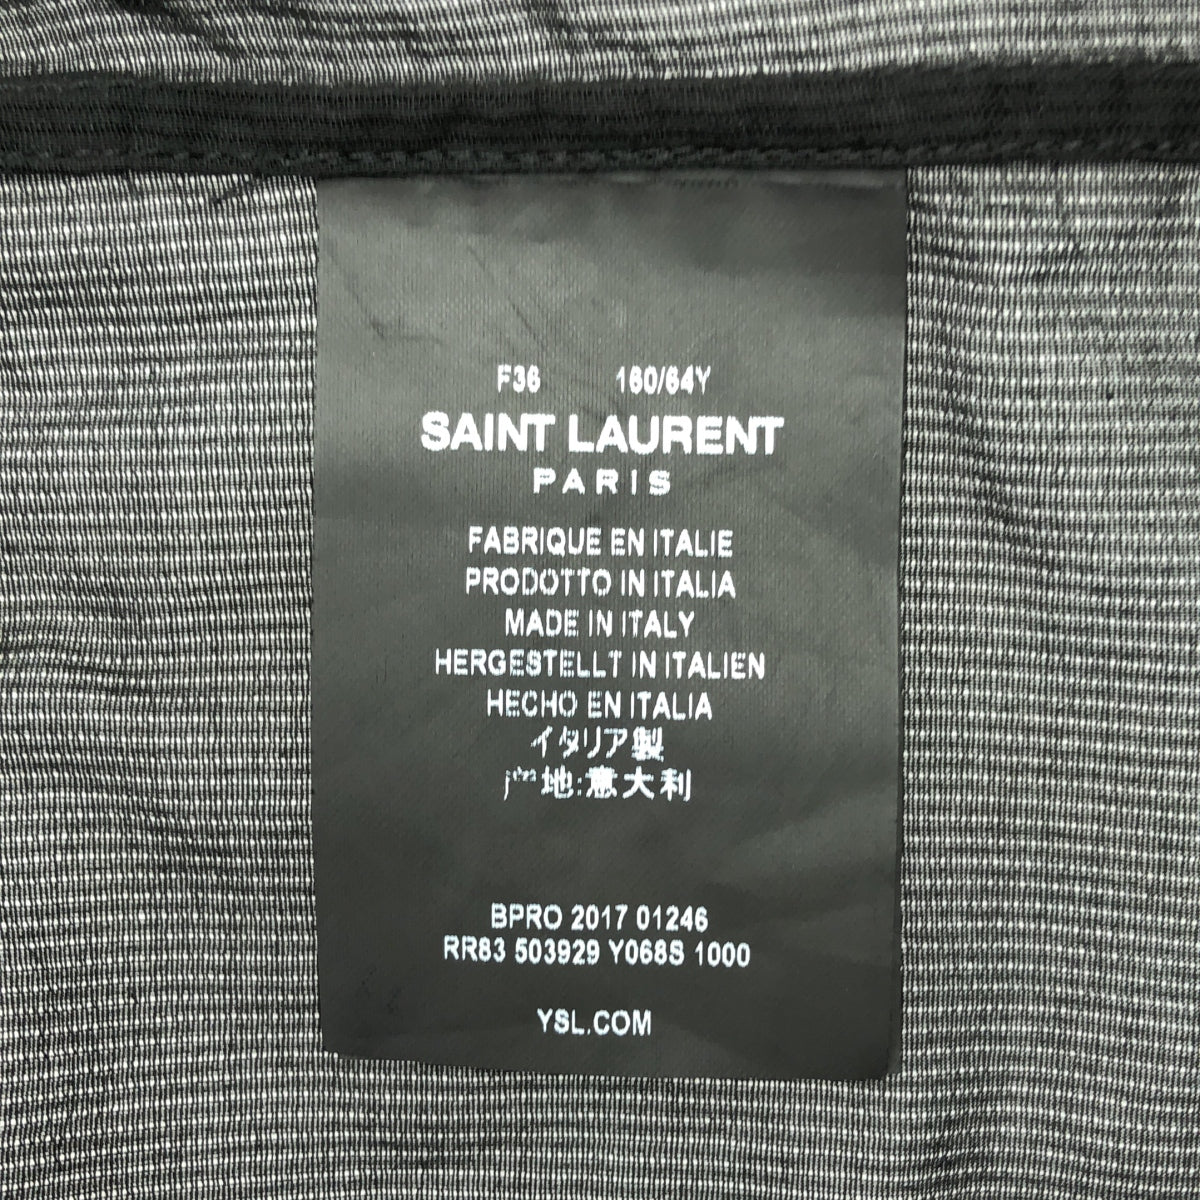 F36 160/64Y
SAINT LAURENT
PARIS
FABRIQUE EN ITALIE
PRODOTTO IN ITALIA
MADE IN ITALY
HERGESTELLT IN ITALIEN
HECHO EN ITALIA
イタリア製
产地:意大利
BPRO 2017 01246
RR83 503929 Y068S 1000
YSL.COM